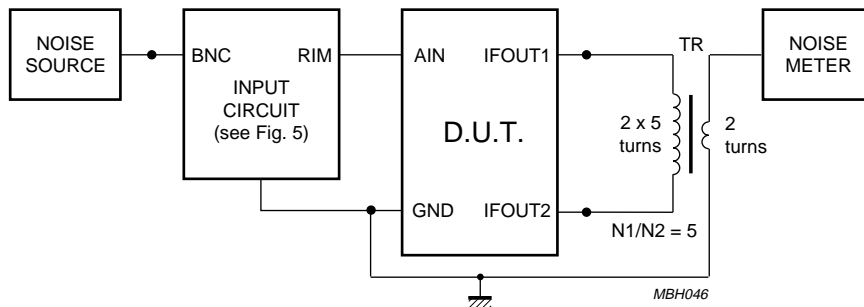 NOISE
SOURCE
BNC
RIM
INPUT
CIRCUIT
(see Fig. 5)
AIN
IFOUT1
D.U.T.
GND
IFOUT2
TR
2 x 5
turns
2
turns
N1/N2 = 5
NOISE
METER
MBH046